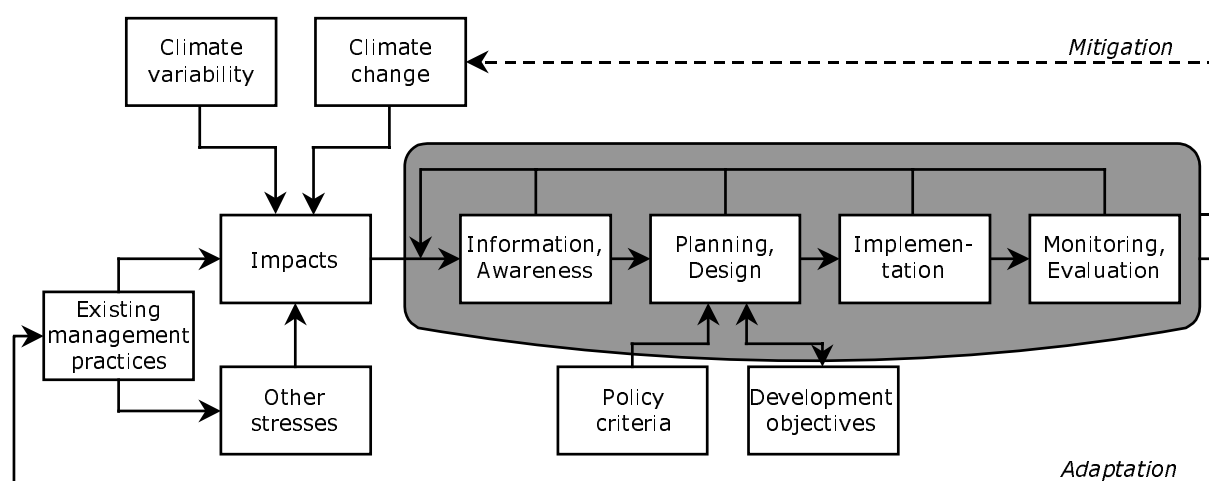 Climate
variability
Climate
change
Mitigation
Impacts
Information,
Awareness
Planning,
Design
Implemen-
tation
Monitoring,
Evaluation
Existing
management
practices
Other
stresses
Policy
criteria
Development
objectives
Adaptation